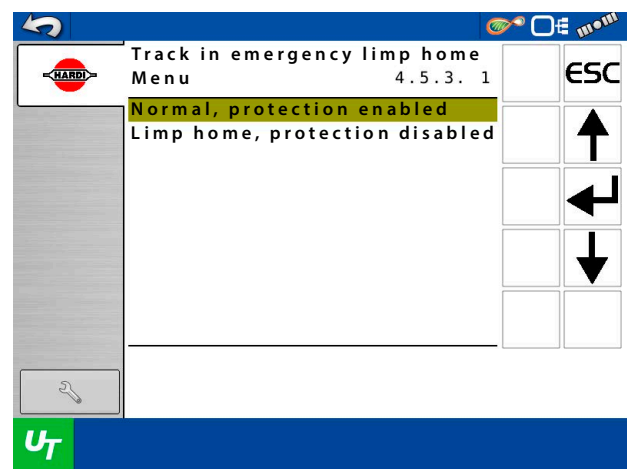 HARDI
Track in emergency limp home
Menu 4.5.3. 1
ESC
Normal, protection enabled
Limp home, protection disabled
UT